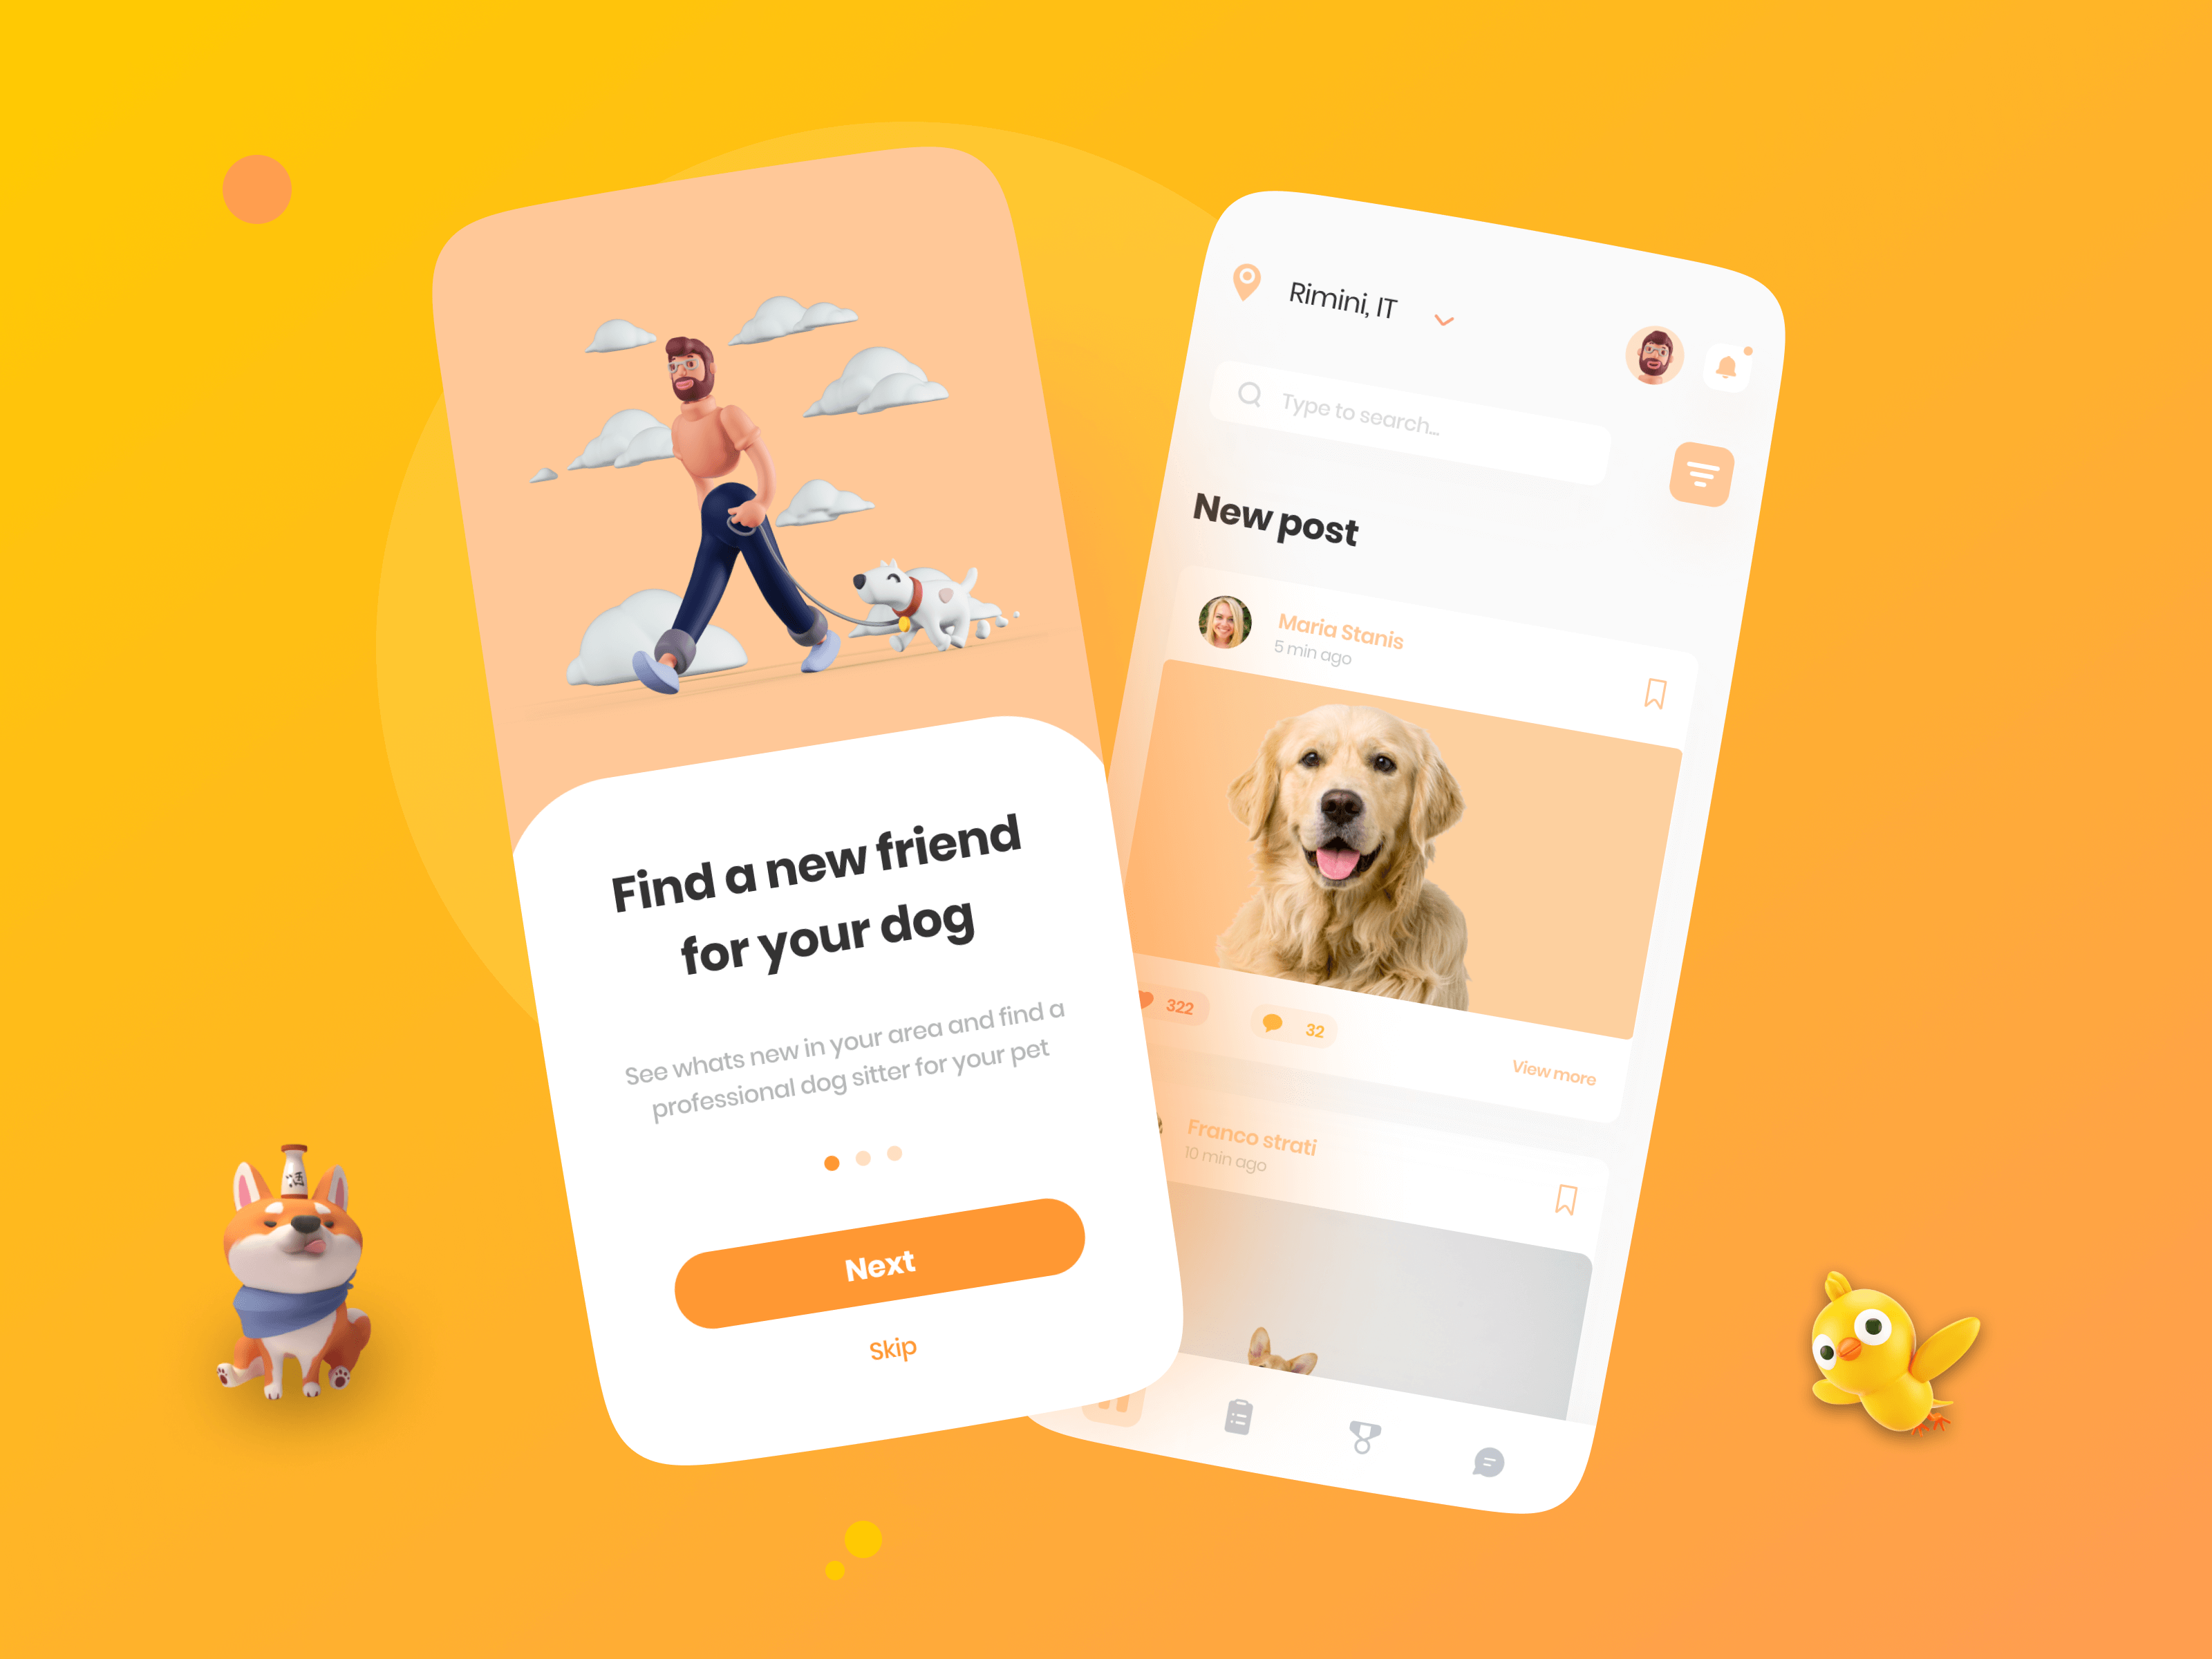 Find a new friend
for your dog
See whats new in your area and find a
professional dog sitter for your pet
Next
Skip
酒
Rimini, IT
Type to search...
New post
Maria Stanis
5 min ago
322
32
View more
Franco strati
10 min ago